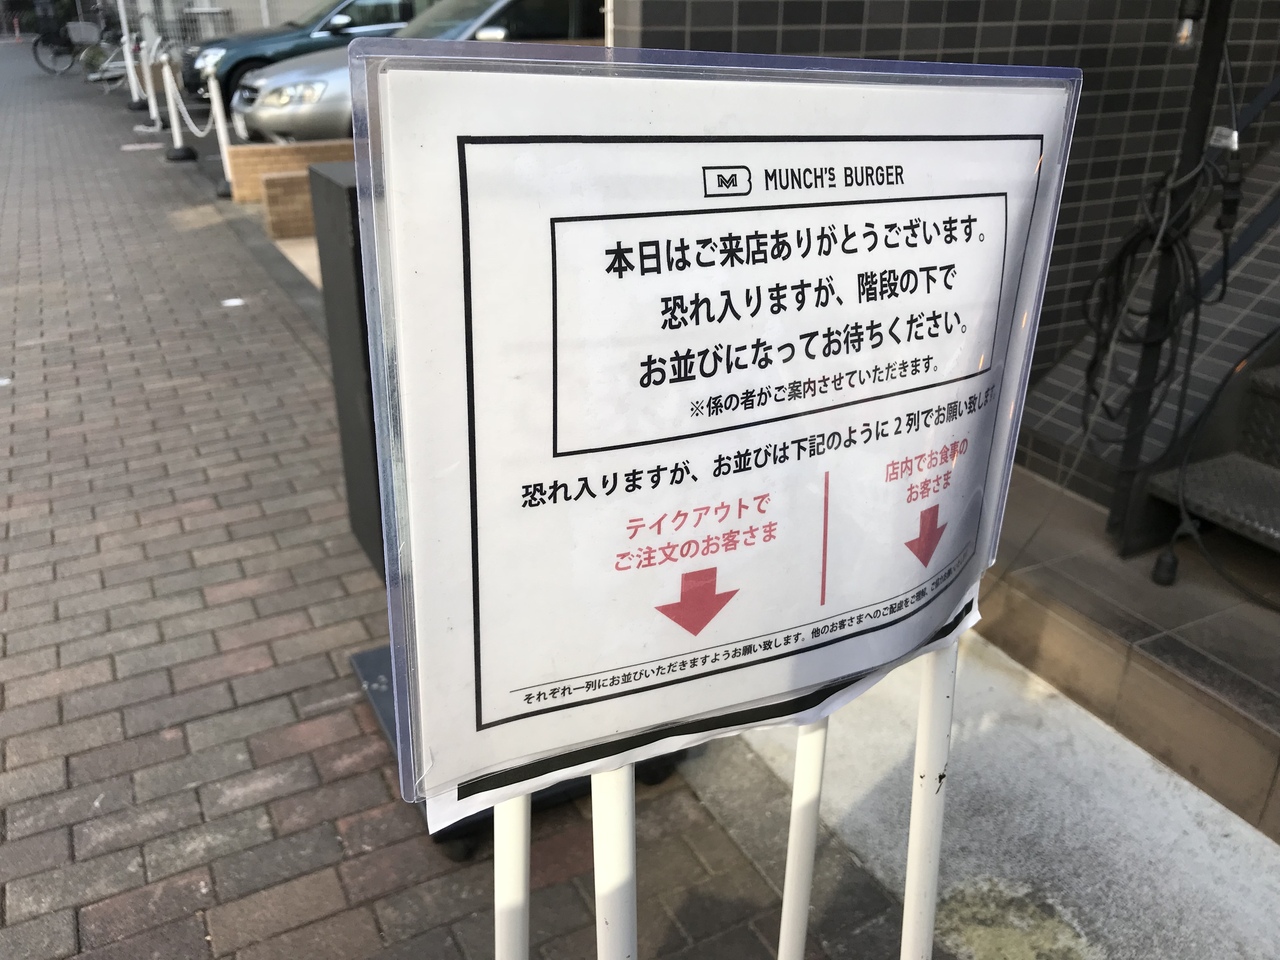 MUNCH'S BURGER
本日はご来店ありがとうございます。
恐れ入りますが、階段の下で
お並びになってお待ちください。
※係の者がご案内させていただきます。
恐れ入りますが、お並びは下記のように2列でお願い致します
テイクアウトで
ご注文のお客さま
店内でお食事の
お客さま
それぞれ一列にお並びいただきますようお願い致します。他のお客さまへのご配慮をご理解、